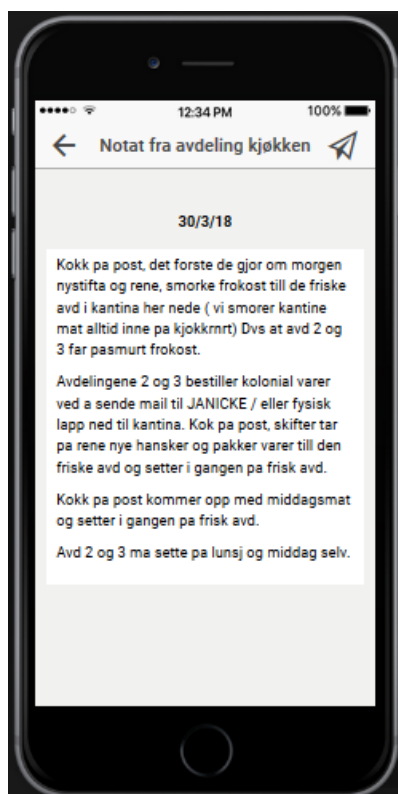 12:34 PM
100%
Notat fra avdeling kjøkken
30/3/18
Kokk pa post, det forste de gjor om morgen
nystifta og rene, smorke frokost till de friske
avd i kantina her nede ( vi smorer kantine
mat alltid inne pa kjokkrnrt) Dvs at avd 2 og
3 far pasmurt frokost.
Avdelingene 2 og 3 bestiller kolonial varer
ved a sende mail til JANICKE / eller fysisk
lapp ned til kantina. Kok pa post, skifter tar
pa rene nye hansker og pakker varer till den
friske avd og setter i gangen pa frisk avd.
Kokk pa post kommer opp med middagsmat
og setter i gangen pa frisk avd.
Avd 2 og 3 ma sette pa lunsj og middag selv.